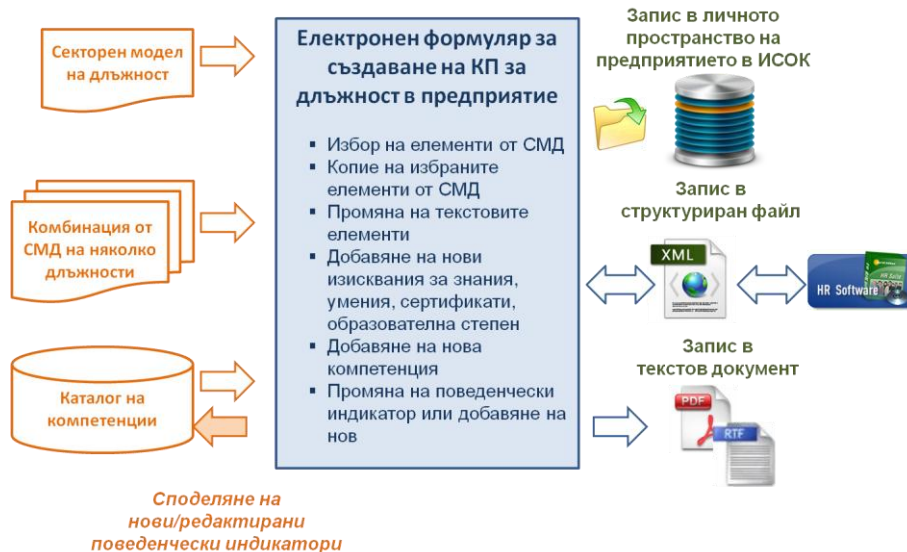 Секторен модел
на длъжност
Комбинация от
СМД на няколко
длъжности
Каталог на
компетенции
Споделяне на
нови/редактирани
поведенчески индикатори
Електронен формуляр за
създаване на КП за
длъжност в предприятие
▪ Избор на елементи от СМД
▪ Копие на избраните
елементи от СМД
▪ Промяна на текстовите
елементи
▪ Добавяне на нови
изисквания за знания,
умения, сертификати,
образователна степен
▪ Добавяне на нова
компетенция
▪ Промяна на поведенчески
индикатор или добавяне на
нов
Запис в личното
пространство на
предприятието в ИСОК
Запис в
структуриран файл
XML
HR Software
HR Suite
Запис в
текстов документ
PDF
RTF